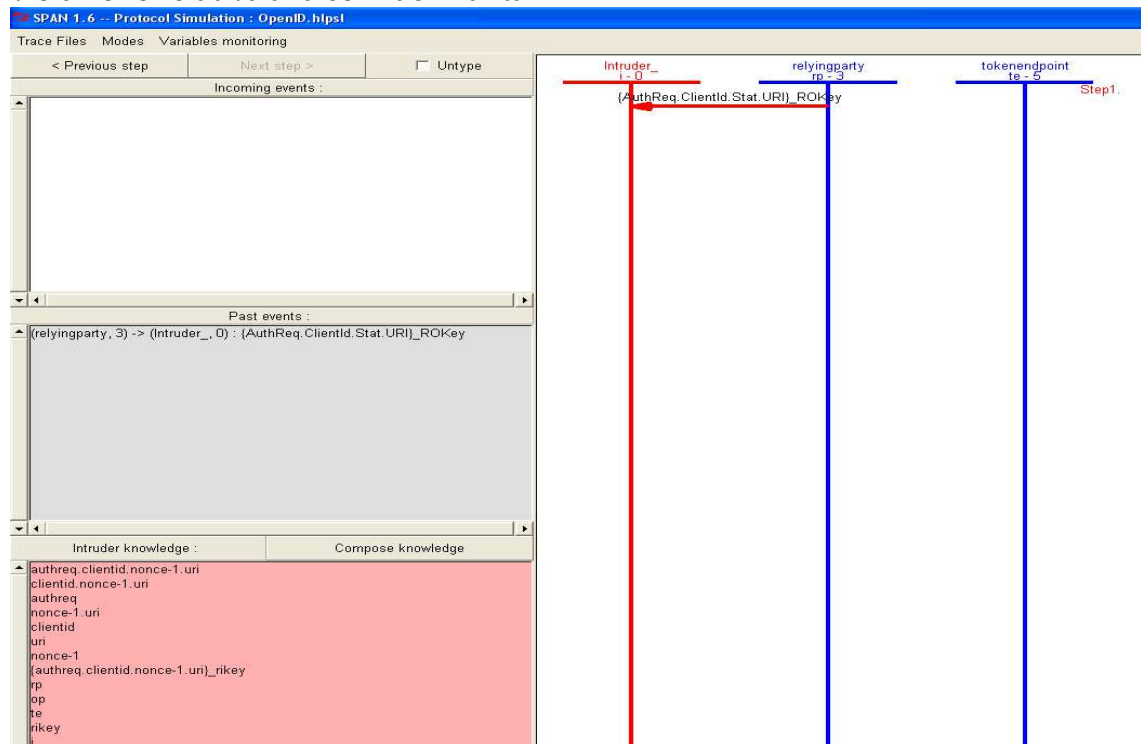 SPAN 1.6 -- Protocol Simulation : OpenID.hlpsl
Trace Files Modes Variables monitoring
< Previous step Next step > Untype
Incoming events :
Past events :
(relyingparty, 3) -> (Intruder_, 0) : {AuthReq.ClientId.Stat.URI}_ROKey
Intruder knowledge : Compose knowledge
authreq.clientid.nonce-1.uri
clientid.nonce-1.uri
authreq
nonce-1.uri
clientid
uri
nonce-1
{authreq.clientid.nonce-1.uri}_rikey
rp
op
te
rikey
i
Intruder_ relyingparty tokenendpoint
i - 0 rp - 3 te - 5
Step1.
{AuthReq.ClientId.Stat.URI}_ROKey